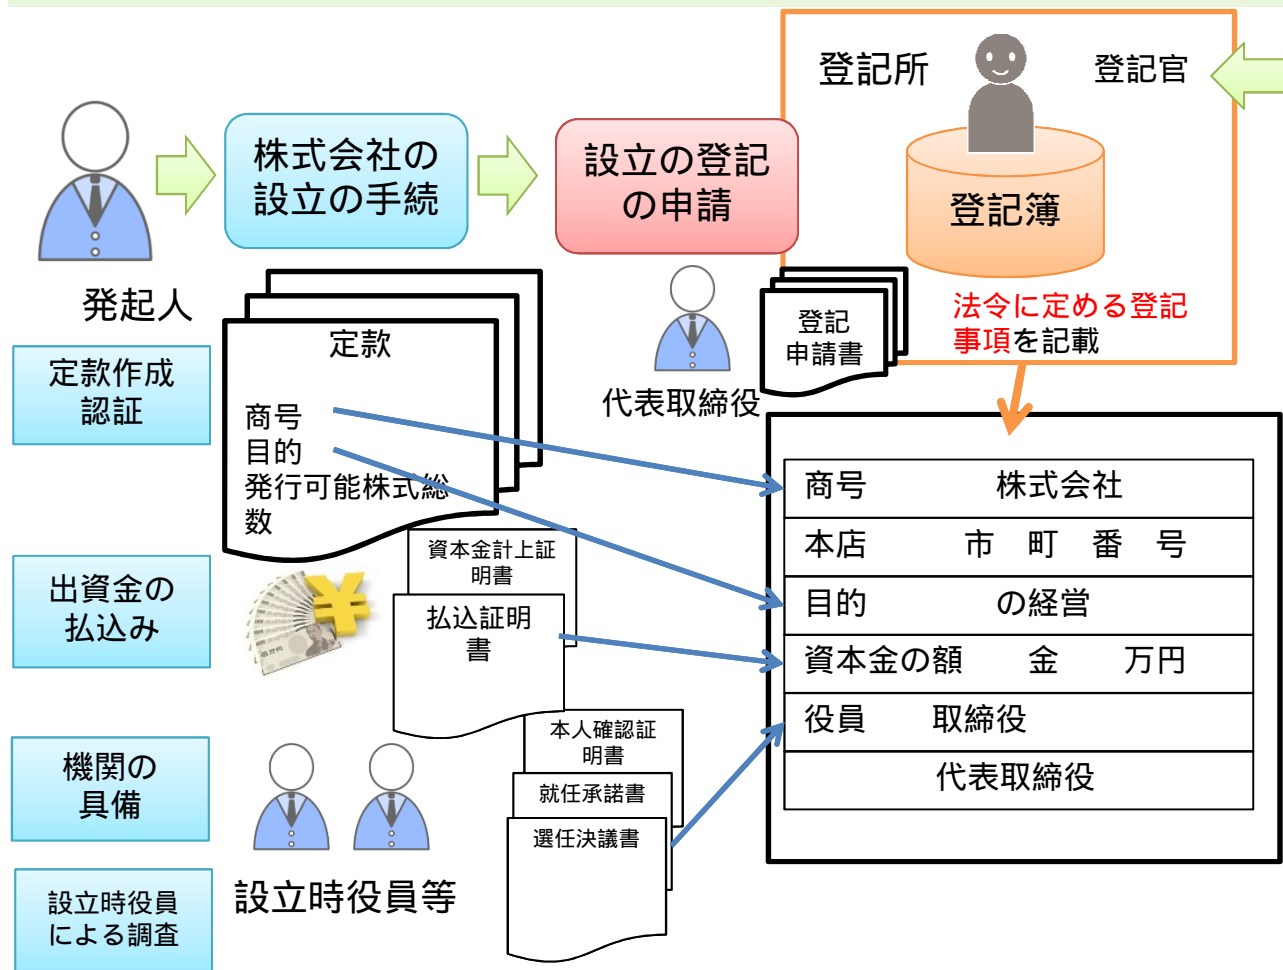 登記所
登記官
株式会社の
設立の手続
設立の登記
の申請
登記簿
発起人
法令に定める登記
事項を記載
登記
申請書
代表取締役
定款作成
認証
定款
商号
目的
発行可能株式総
数
商号 株式会社
本店 市 町 番 号
目的 の経営
資本金の額 金 万円
役員 取締役
代表取締役
出資金の
払込み
資本金計上証
明書
払込証明
書
機関の
具備
本人確認証
明書
就任承諾書
選任決議書
設立時役員等
設立時役員
による調査